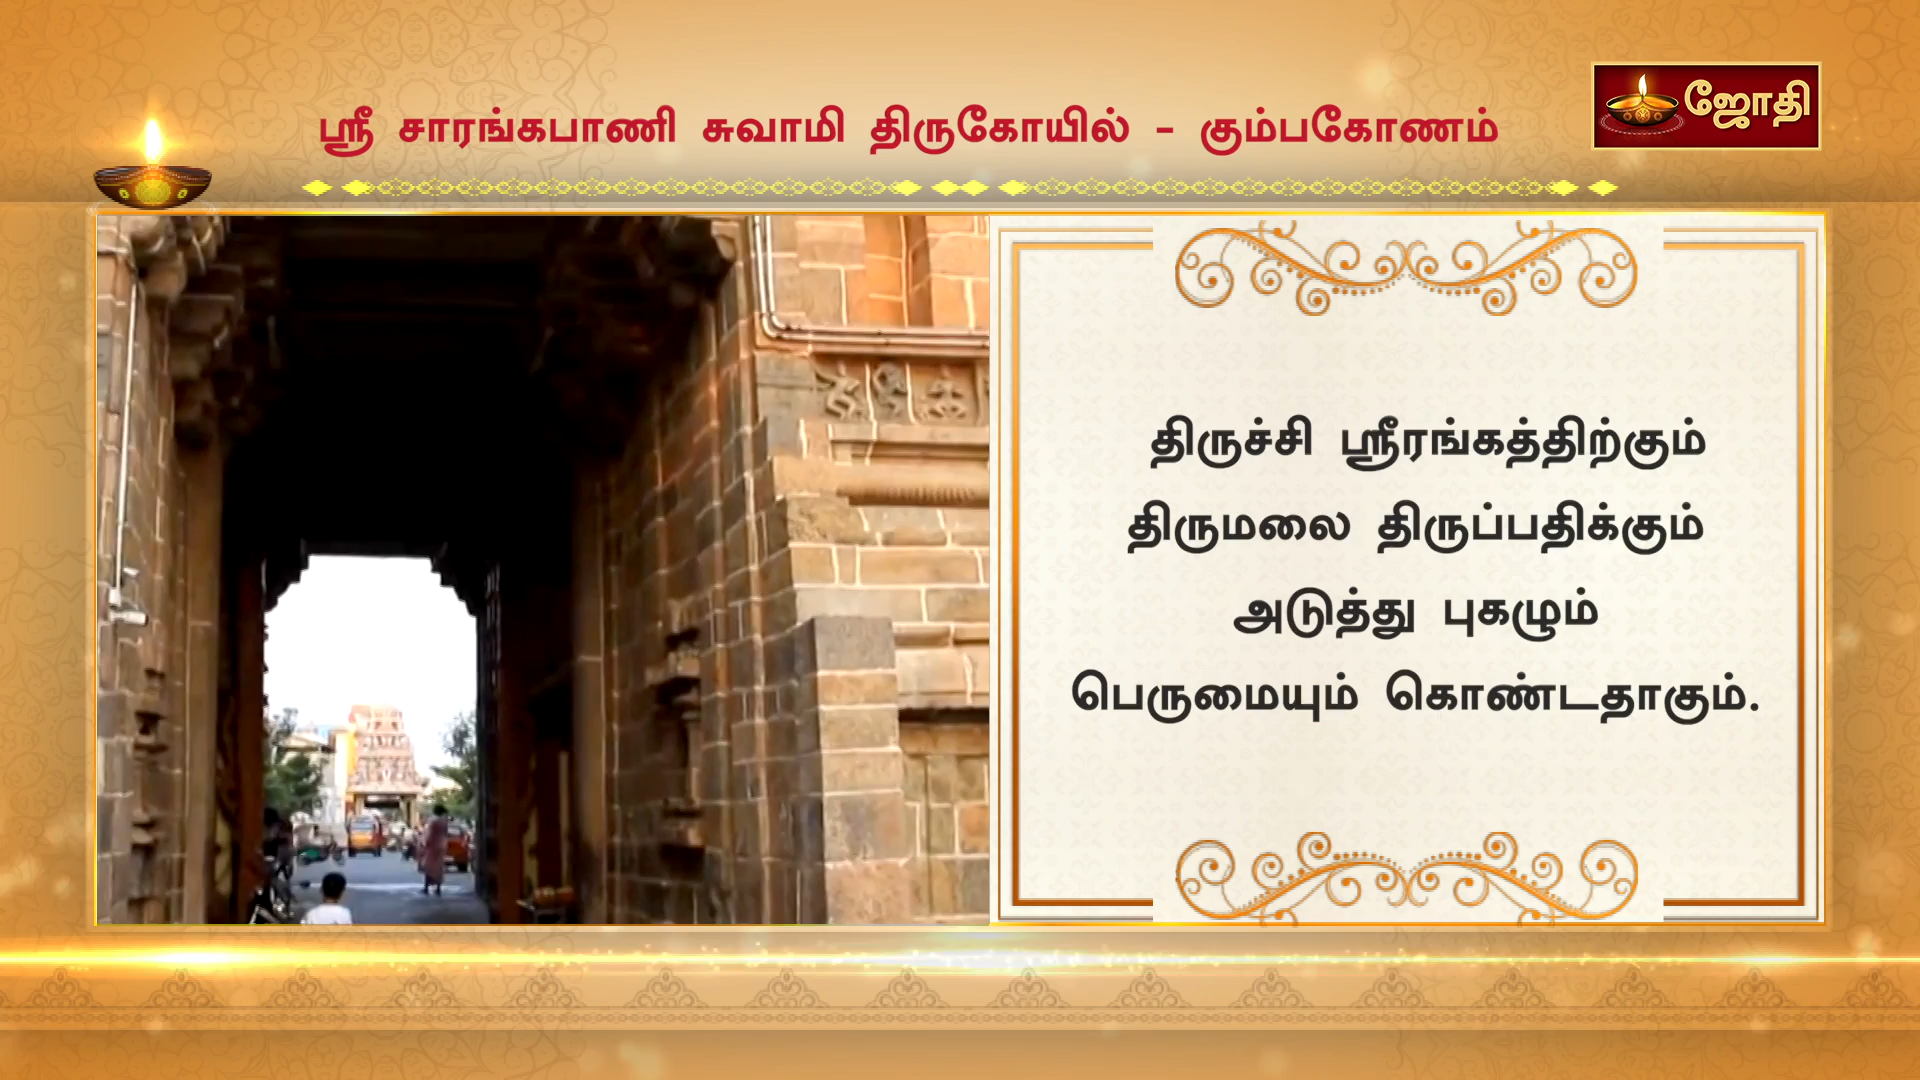 ஸ்ரீ சாரங்கபாணி சுவாமி திருகோயில் - கும்பகோணம்
ஜோதி
திருச்சி ஸ்ரீரங்கத்திற்கும்
திருமலை திருப்பதிக்கும்
அடுத்து புகழும்
பெருமையும் கொண்டதாகும்.